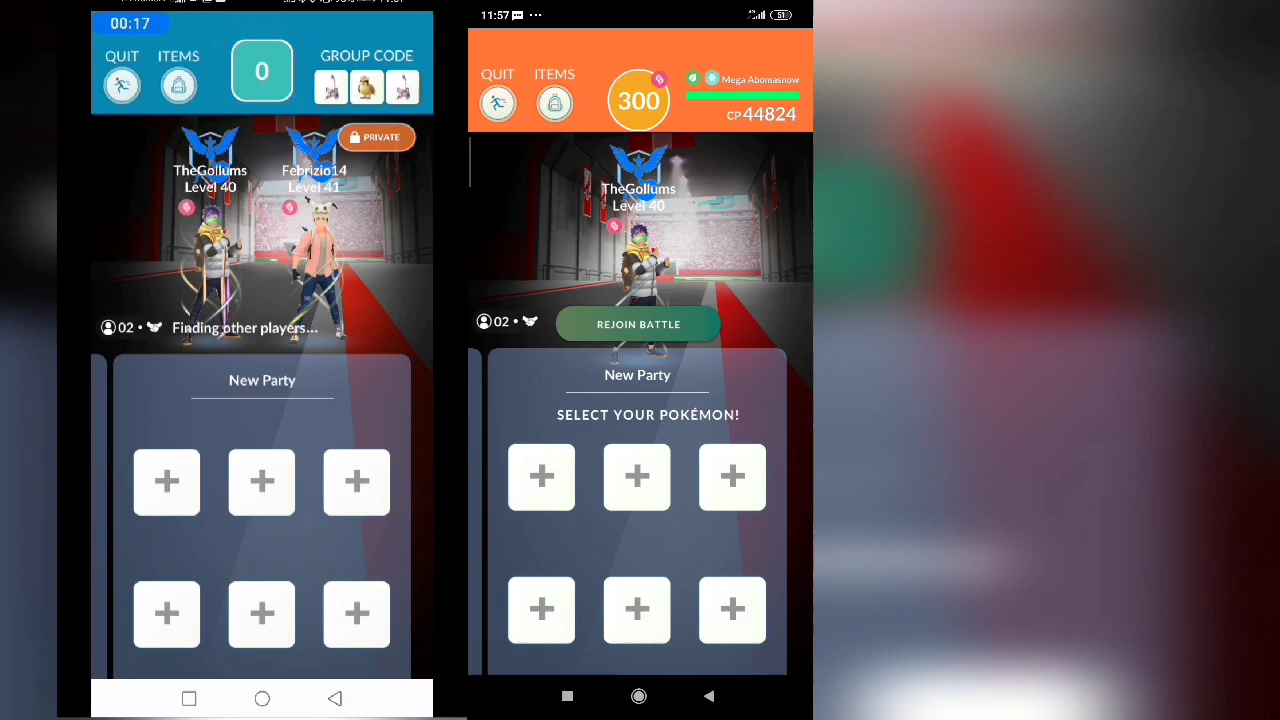 00:17
QUIT ITEMS
0
GROUP CODE
PRIVATE
TheGollums
Level 40
Febrizio14
Level 41
02 • Finding other players...
New Party
11:57
51
QUIT ITEMS
300
Mega Abomasnow
CP44824
TheGollums
Level 40
02 •
REJOIN BATTLE
New Party
SELECT YOUR POKÉMON!